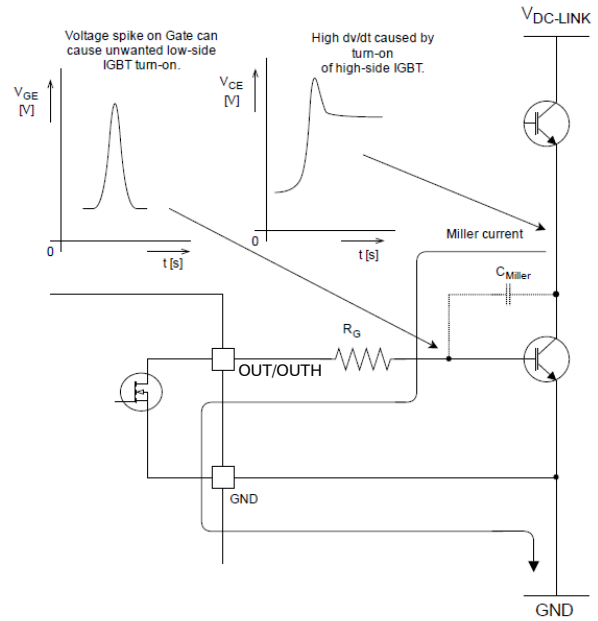 V DC-LINK
Voltage spike on Gate can
cause unwanted low-side
IGBT turn-on.
High dv/dt caused by
turn-on
of high-side IGBT.
VGE
[V]
VCE
[V]
0
t [s]
0
t [s]
Miller current
CMiller
RG
OUT/OUTH
GND
GND